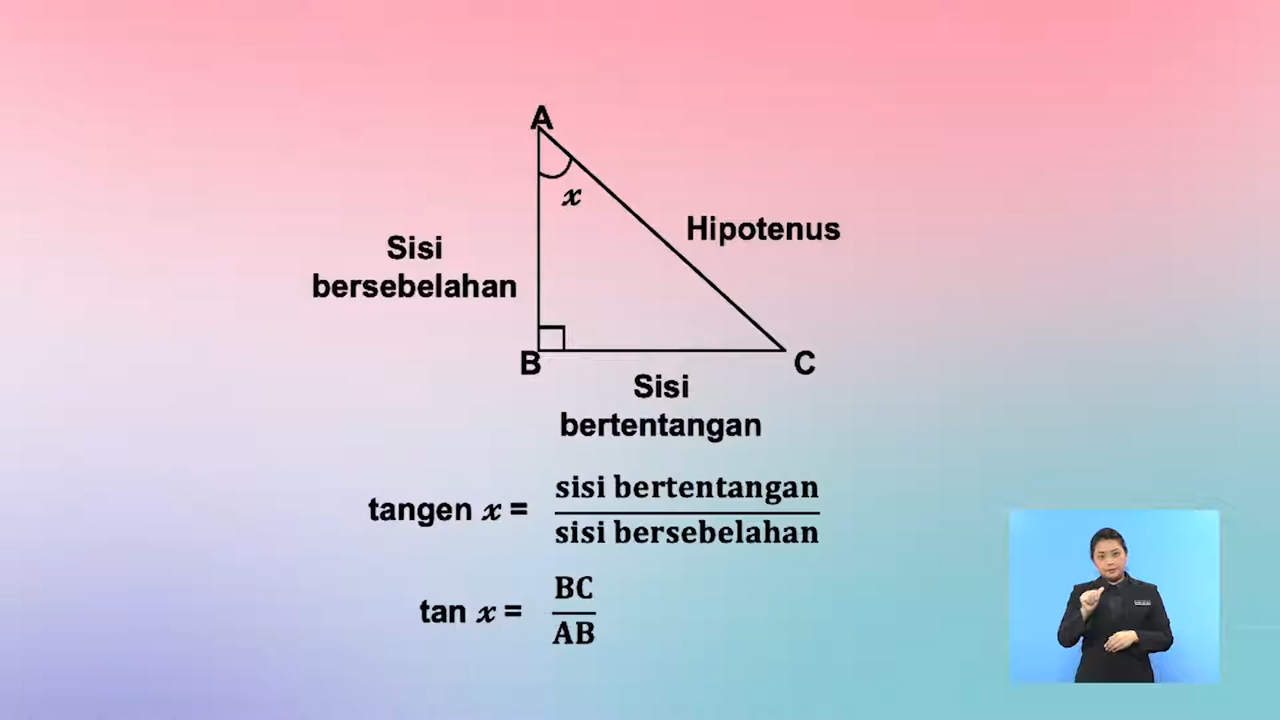 A
x
Hipotenus
Sisi
bersebelahan
B
C
Sisi
bertentangan
tangen x = sisi bertentangan
sisi bersebelahan
tan x = BC
AB